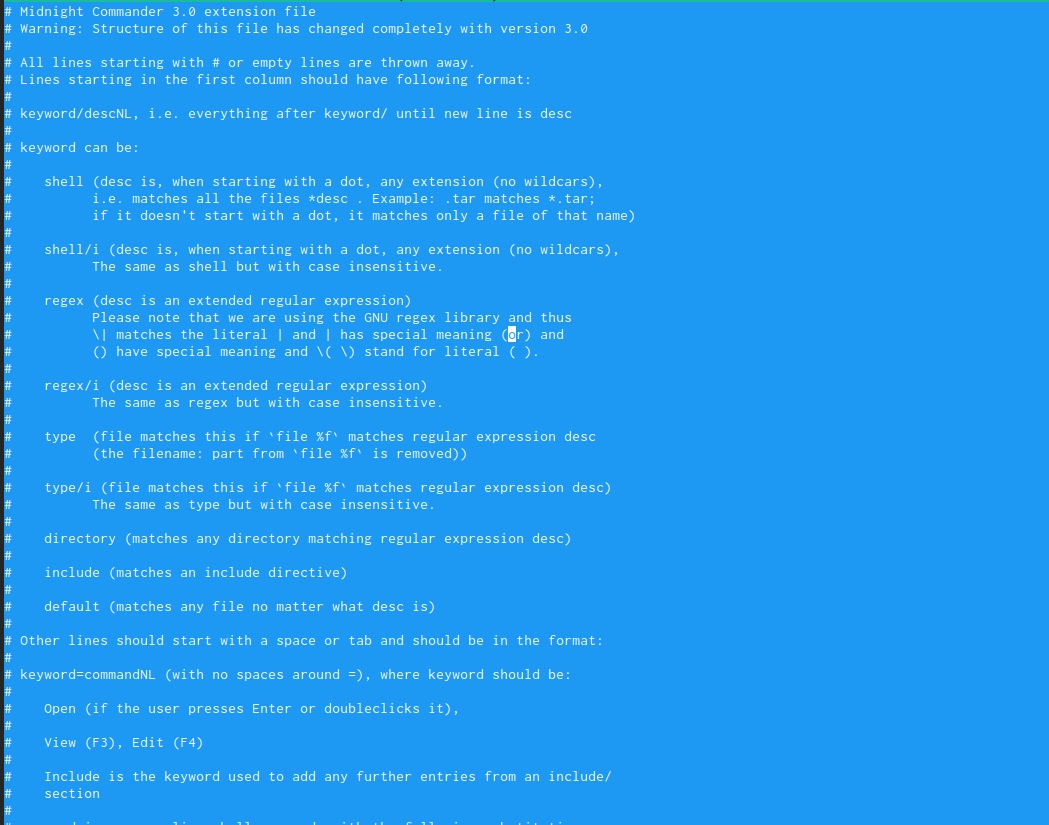 # Midnight Commander 3.0 extension file
# Warning: Structure of this file has changed completely with version 3.0
#
# All lines starting with # or empty lines are thrown away.
# Lines starting in the first column should have following format:
#
# keyword/descNL, i.e. everything after keyword/ until new line is desc
#
# keyword can be:
#
#    shell (desc is, when starting with a dot, any extension (no wildcars),
#          i.e. matches all the files *desc . Example: .tar matches *.tar;
#          if it doesn't start with a dot, it matches only a file of that name)
#
#    shell/i (desc is, when starting with a dot, any extension (no wildcars),
#          The same as shell but with case insensitive.
#
#    regex (desc is an extended regular expression)
#          Please note that we are using the GNU regex library and thus
#          \| matches the literal | and | has special meaning (or) and
#          () have special meaning and \( \) stand for literal ( ).
#
#    regex/i (desc is an extended regular expression)
#          The same as regex but with case insensitive.
#
#    type  (file matches this if `file %f` matches regular expression desc
#          (the filename: part from `file %f` is removed))
#
#    type/i (file matches this if `file %f` matches regular expression desc)
#          The same as type but with case insensitive.
#
#    directory (matches any directory matching regular expression desc)
#
#    include (matches an include directive)
#
#    default (matches any file no matter what desc is)
#
# Other lines should start with a space or tab and should be in the format:
#
# keyword=commandNL (with no spaces around =), where keyword should be:
#
#    Open (if the user presses Enter or doubleclicks it),
#
#    View (F3), Edit (F4)
#
#    Include is the keyword used to add any further entries from an include/
#    section
#